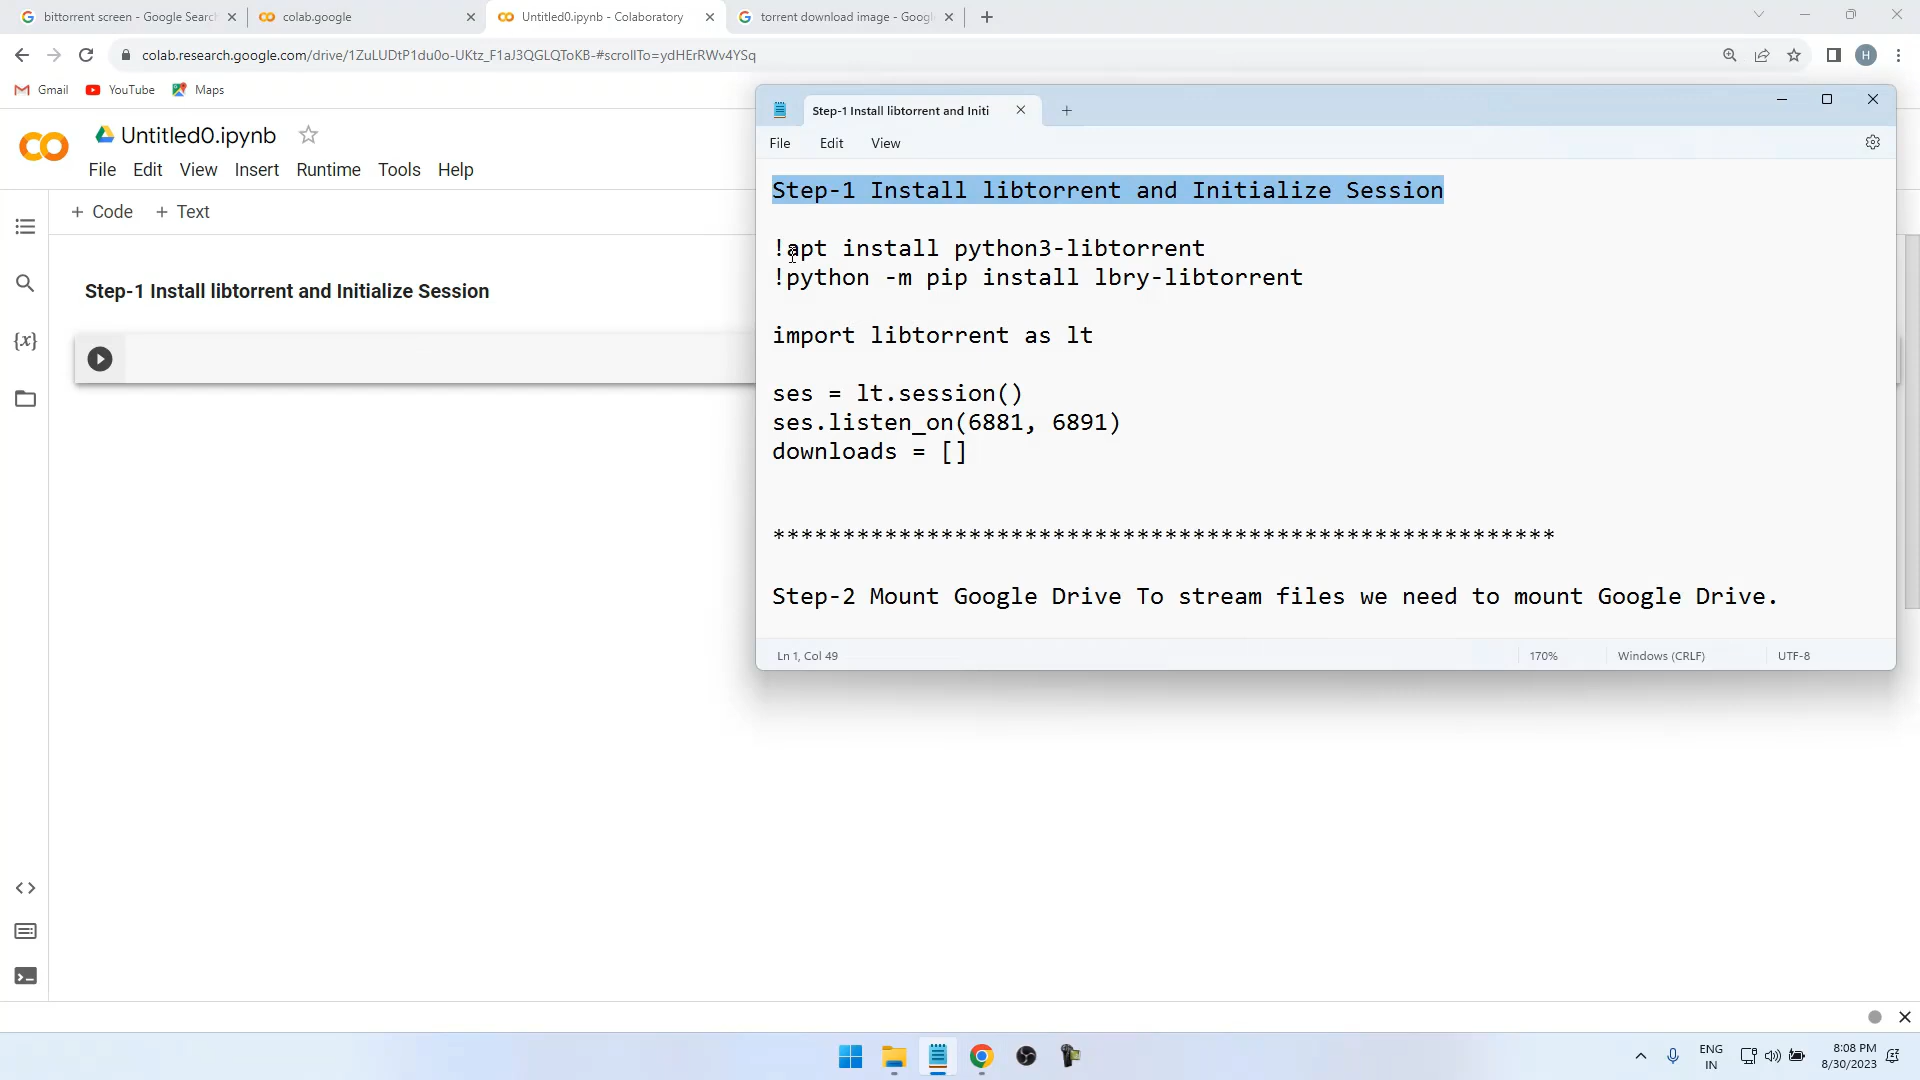 bittorrent screen - Google Search
colab.google
Untitled0.ipynb - Colaboratory
torrent download image - Googl
colab.research.google.com/drive/1ZuLUDtP1du0o-UKtz_F1aJ3QGLQToKB-#scrollTo=ydHErRWv4YSq
H
Gmail
YouTube
Maps
Untitled0.ipynb
File Edit View Insert Runtime Tools Help
+ Code + Text
{x}
Step-1 Install libtorrent and Initialize Session
Step-1 Install libtorrent and Initi
File Edit View
Step-1 Install libtorrent and Initialize Session
!apt install python3-libtorrent
!python -m pip install lbry-libtorrent
import libtorrent as lt
ses = lt.session()
ses.listen_on(6881, 6891)
downloads = []
********************************************************
Step-2 Mount Google Drive To stream files we need to mount Google Drive.
Ln 1, Col 49
170%
Windows (CRLF)
UTF-8
ENG
IN
8:08 PM
8/30/2023